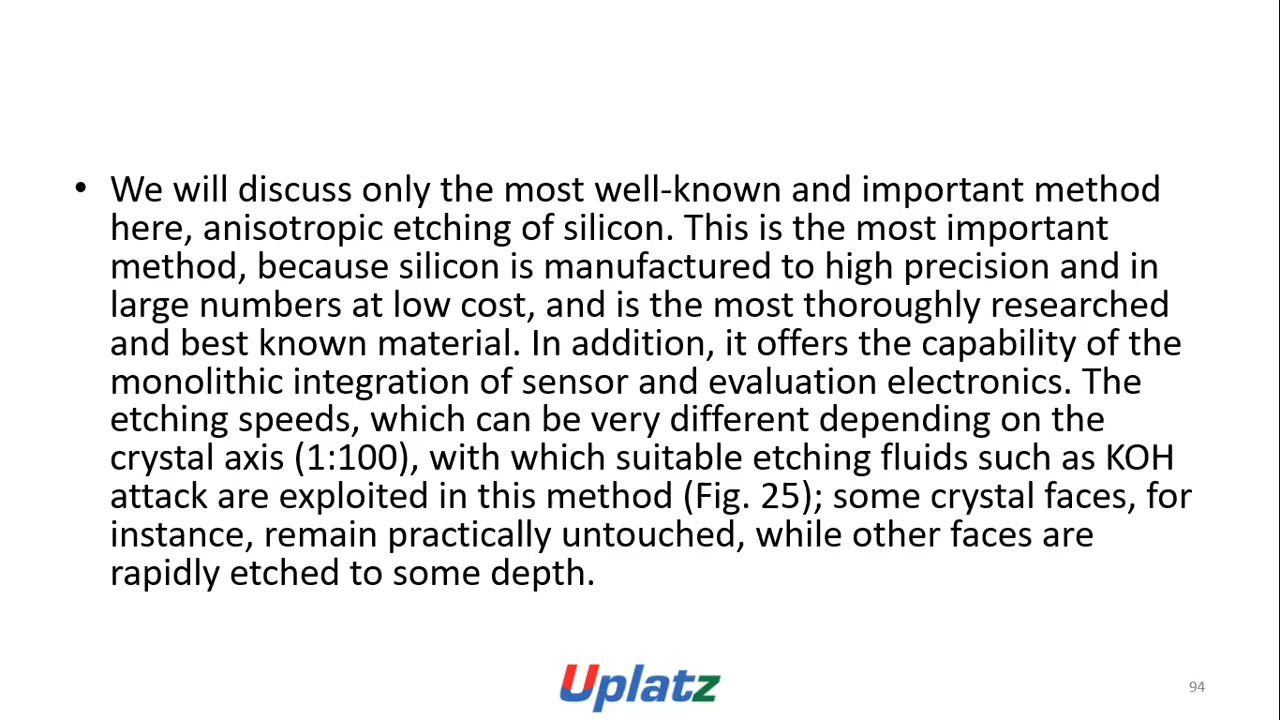 • We will discuss only the most well-known and important method
here, anisotropic etching of silicon. This is the most important
method, because silicon is manufactured to high precision and in
large numbers at low cost, and is the most thoroughly researched
and best known material. In addition, it offers the capability of the
monolithic integration of sensor and evaluation electronics. The
etching speeds, which can be very different depending on the
crystal axis (1:100), with which suitable etching fluids such as KOH
attack are exploited in this method (Fig. 25); some crystal faces, for
instance, remain practically untouched, while other faces are
rapidly etched to some depth.
Uplatz
94